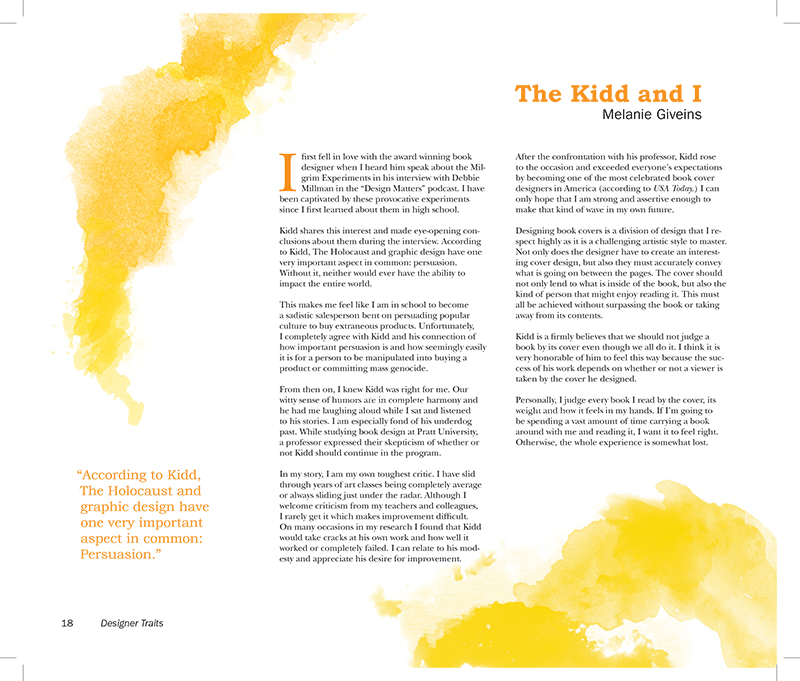 The Kidd and I
Melanie Giveins
I first fell in love with the award winning book
designer when I heard him speak about the Mil-
grim Experiments in his interview with Debbie
Millman in the “Design Matters” podcast. I have
been captivated by these provocative experiments
since I first learned about them in high school.
Kidd shares this interest and made eye-opening con-
clusions about them during the interview. According
to Kidd, The Holocaust and graphic design have one
very important aspect in common: persuasion.
Without it, neither would ever have the ability to
impact the entire world.
This makes me feel like I am in school to become
a sadistic salesperson bent on persuading popular
culture to buy extraneous products. Unfortunately,
I completely agree with Kidd and his connection of
how important persuasion is and how seemingly easily
it is for a person to be manipulated into buying a
product or committing mass genocide.
From then on, I knew Kidd was right for me. Our
witty sense of humors are in complete harmony and
he had me laughing aloud while I sat and listened
to his stories. I am especially fond of his underdog
past. While studying book design at Pratt University,
a professor expressed their skepticism of whether or
not Kidd should continue in the program.
In my story, I am my own toughest critic. I have slid
through years of art classes being completely average
or always sliding just under the radar. Although I
welcome criticism from my teachers and colleagues,
I rarely get it which makes improvement difficult.
On many occasions in my research I found that Kidd
would take cracks at his own work and how well it
worked or completely failed. I can relate to his mod-
esty and appreciate his desire for improvement.
After the confrontation with his professor, Kidd rose
to the occasion and exceeded everyone’s expectations
by becoming one of the most celebrated book cover
designers in America (according to USA Today.) I can
only hope that I am strong and assertive enough to
make that kind of wave in my own future.
Designing book covers is a division of design that I re-
spect highly as it is a challenging artistic style to master.
Not only does the designer have to create an interest-
ing cover design, but also they must accurately convey
what is going on between the pages. The cover should
not only lend to what is inside of the book, but also the
kind of person that might enjoy reading it. This must
all be achieved without surpassing the book or taking
away from its contents.
Kidd is a firmly believes that we should not judge a
book by its cover even though we all do it. I think it is
very honorable of him to feel this way because the suc-
cess of his work depends on whether or not a viewer is
taken by the cover he designed.
Personally, I judge every book I read by the cover, its
weight and how it feels in my hands. If I’m going to
be spending a vast amount of time carrying a book
around with me and reading it, I want it to feel right.
Otherwise, the whole experience is somewhat lost.
“According to Kidd,
The Holocaust and
graphic design have
one very important
aspect in common:
Persuasion.”
18 Designer Traits